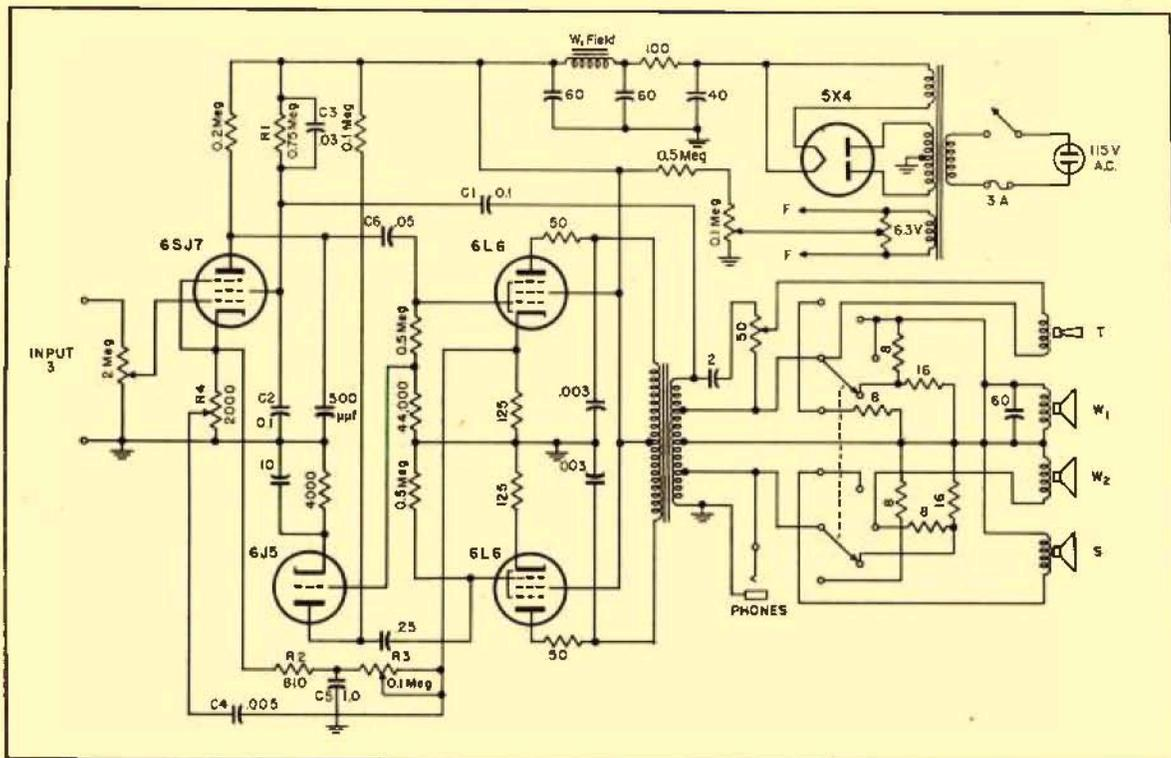 W₁ Field
100
60
60
40
5X4
115V
A.C.
3 A
0.2 Meg
R1
0.75 Meg
C3
.03
0.1 Meg
0.5 Meg
0.1 Meg
F
F
6.3V
C1
0.1
C6
.05
6SJ7
6L6
50
INPUT
3
2 Meg
R4
2000
C2
0.1
500
μμf
0.5 Meg
44,000
0.5 Meg
125
125
.003
.003
10
4000
6J5
6L6
50
.25
R2
810
C5
1.0
R3
0.1 Meg
C4
.005
2
50
8
16
8
8
16
8
60
T
W₁
W₂
S
PHONES